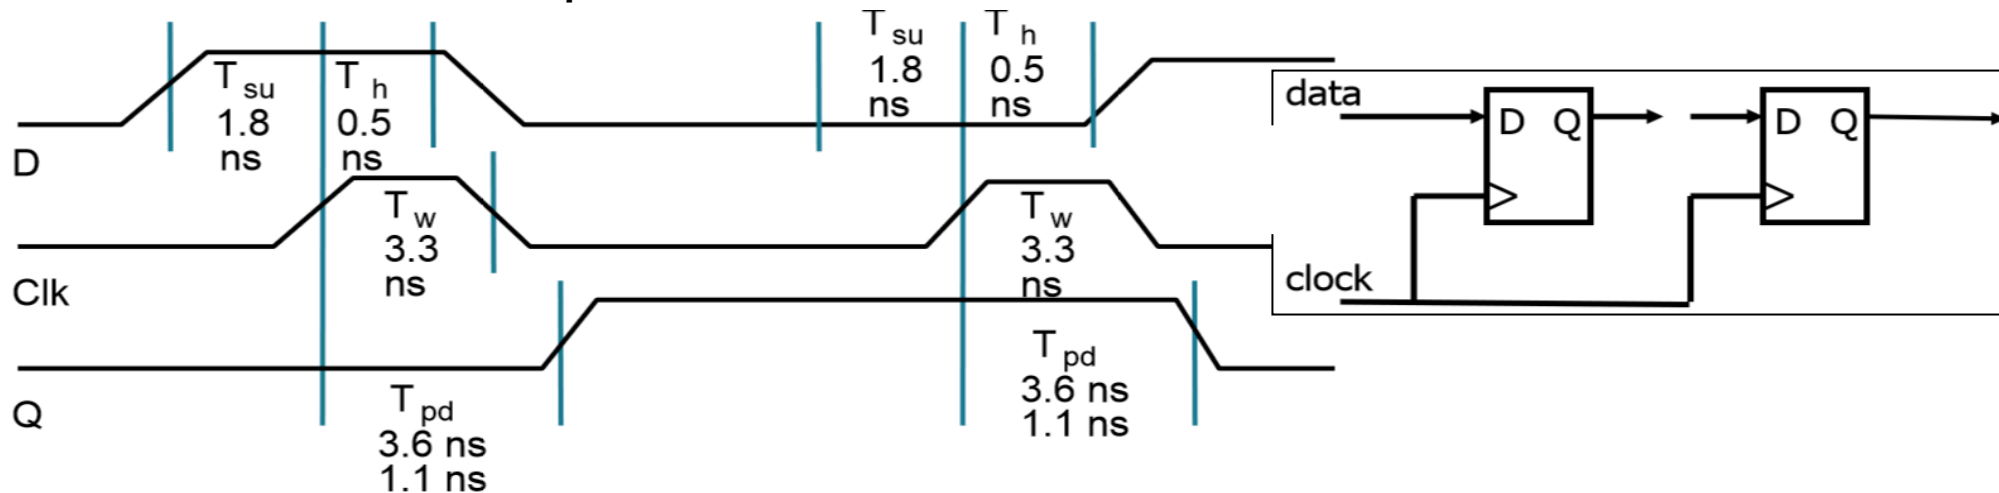 T su
1.8
ns
T h
0.5
ns
T su
1.8
ns
T h
0.5
ns
D
T w
3.3
ns
T w
3.3
ns
Clk
T pd
3.6 ns
1.1 ns
T pd
3.6 ns
1.1 ns
Q
data
D Q
D Q
clock